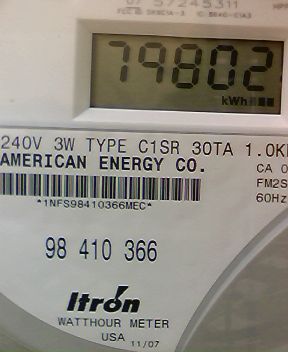 57245311
79802
kWh
240V 3W TYPE C1SR 30TA 1.0K
AMERICAN ENERGY CO.
CA 0
FM2S
60Hz
*1NFS98410366MEC*
98 410 366
Itron
WATTHOUR METER
USA 11/07